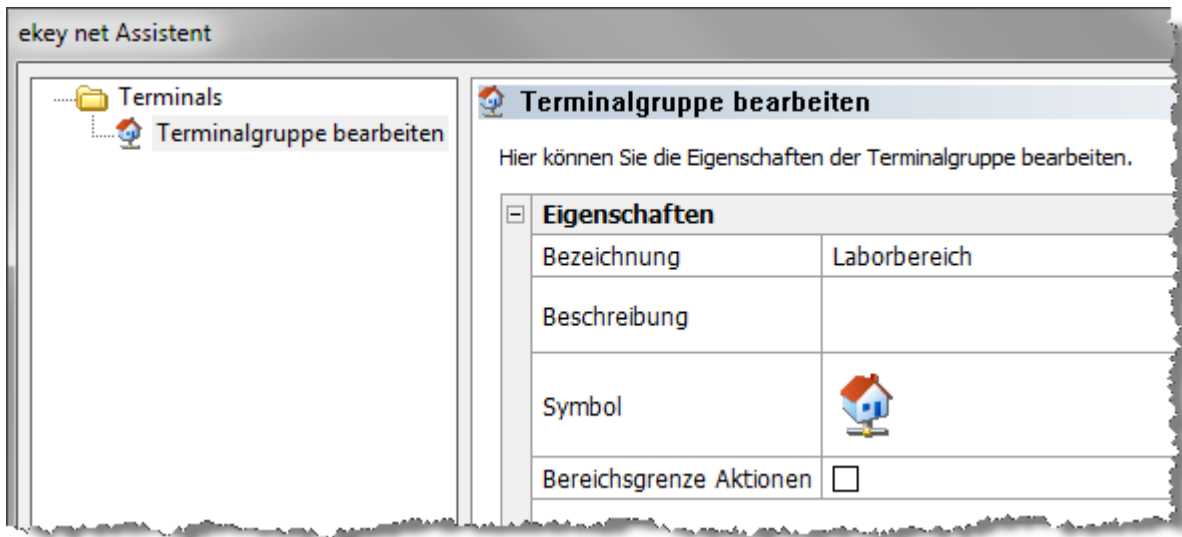 ekey net Assistent
Terminals
Terminalgruppe bearbeiten
Terminalgruppe bearbeiten
Hier können Sie die Eigenschaften der Terminalgruppe bearbeiten.
Eigenschaften
Bezeichnung Laborbereich
Beschreibung
Symbol
Bereichsgrenze Aktionen